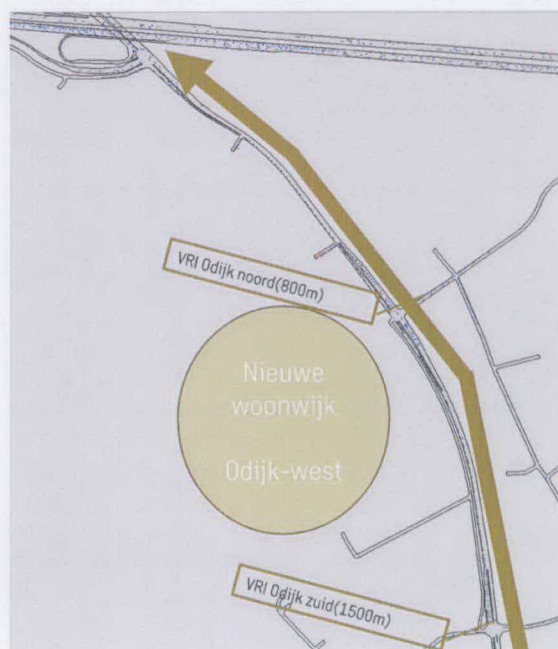 VRI Odijk noord(800m)
Nieuwe
woonwijk
Odijk-west
VRI Odijk zuid(1500m)